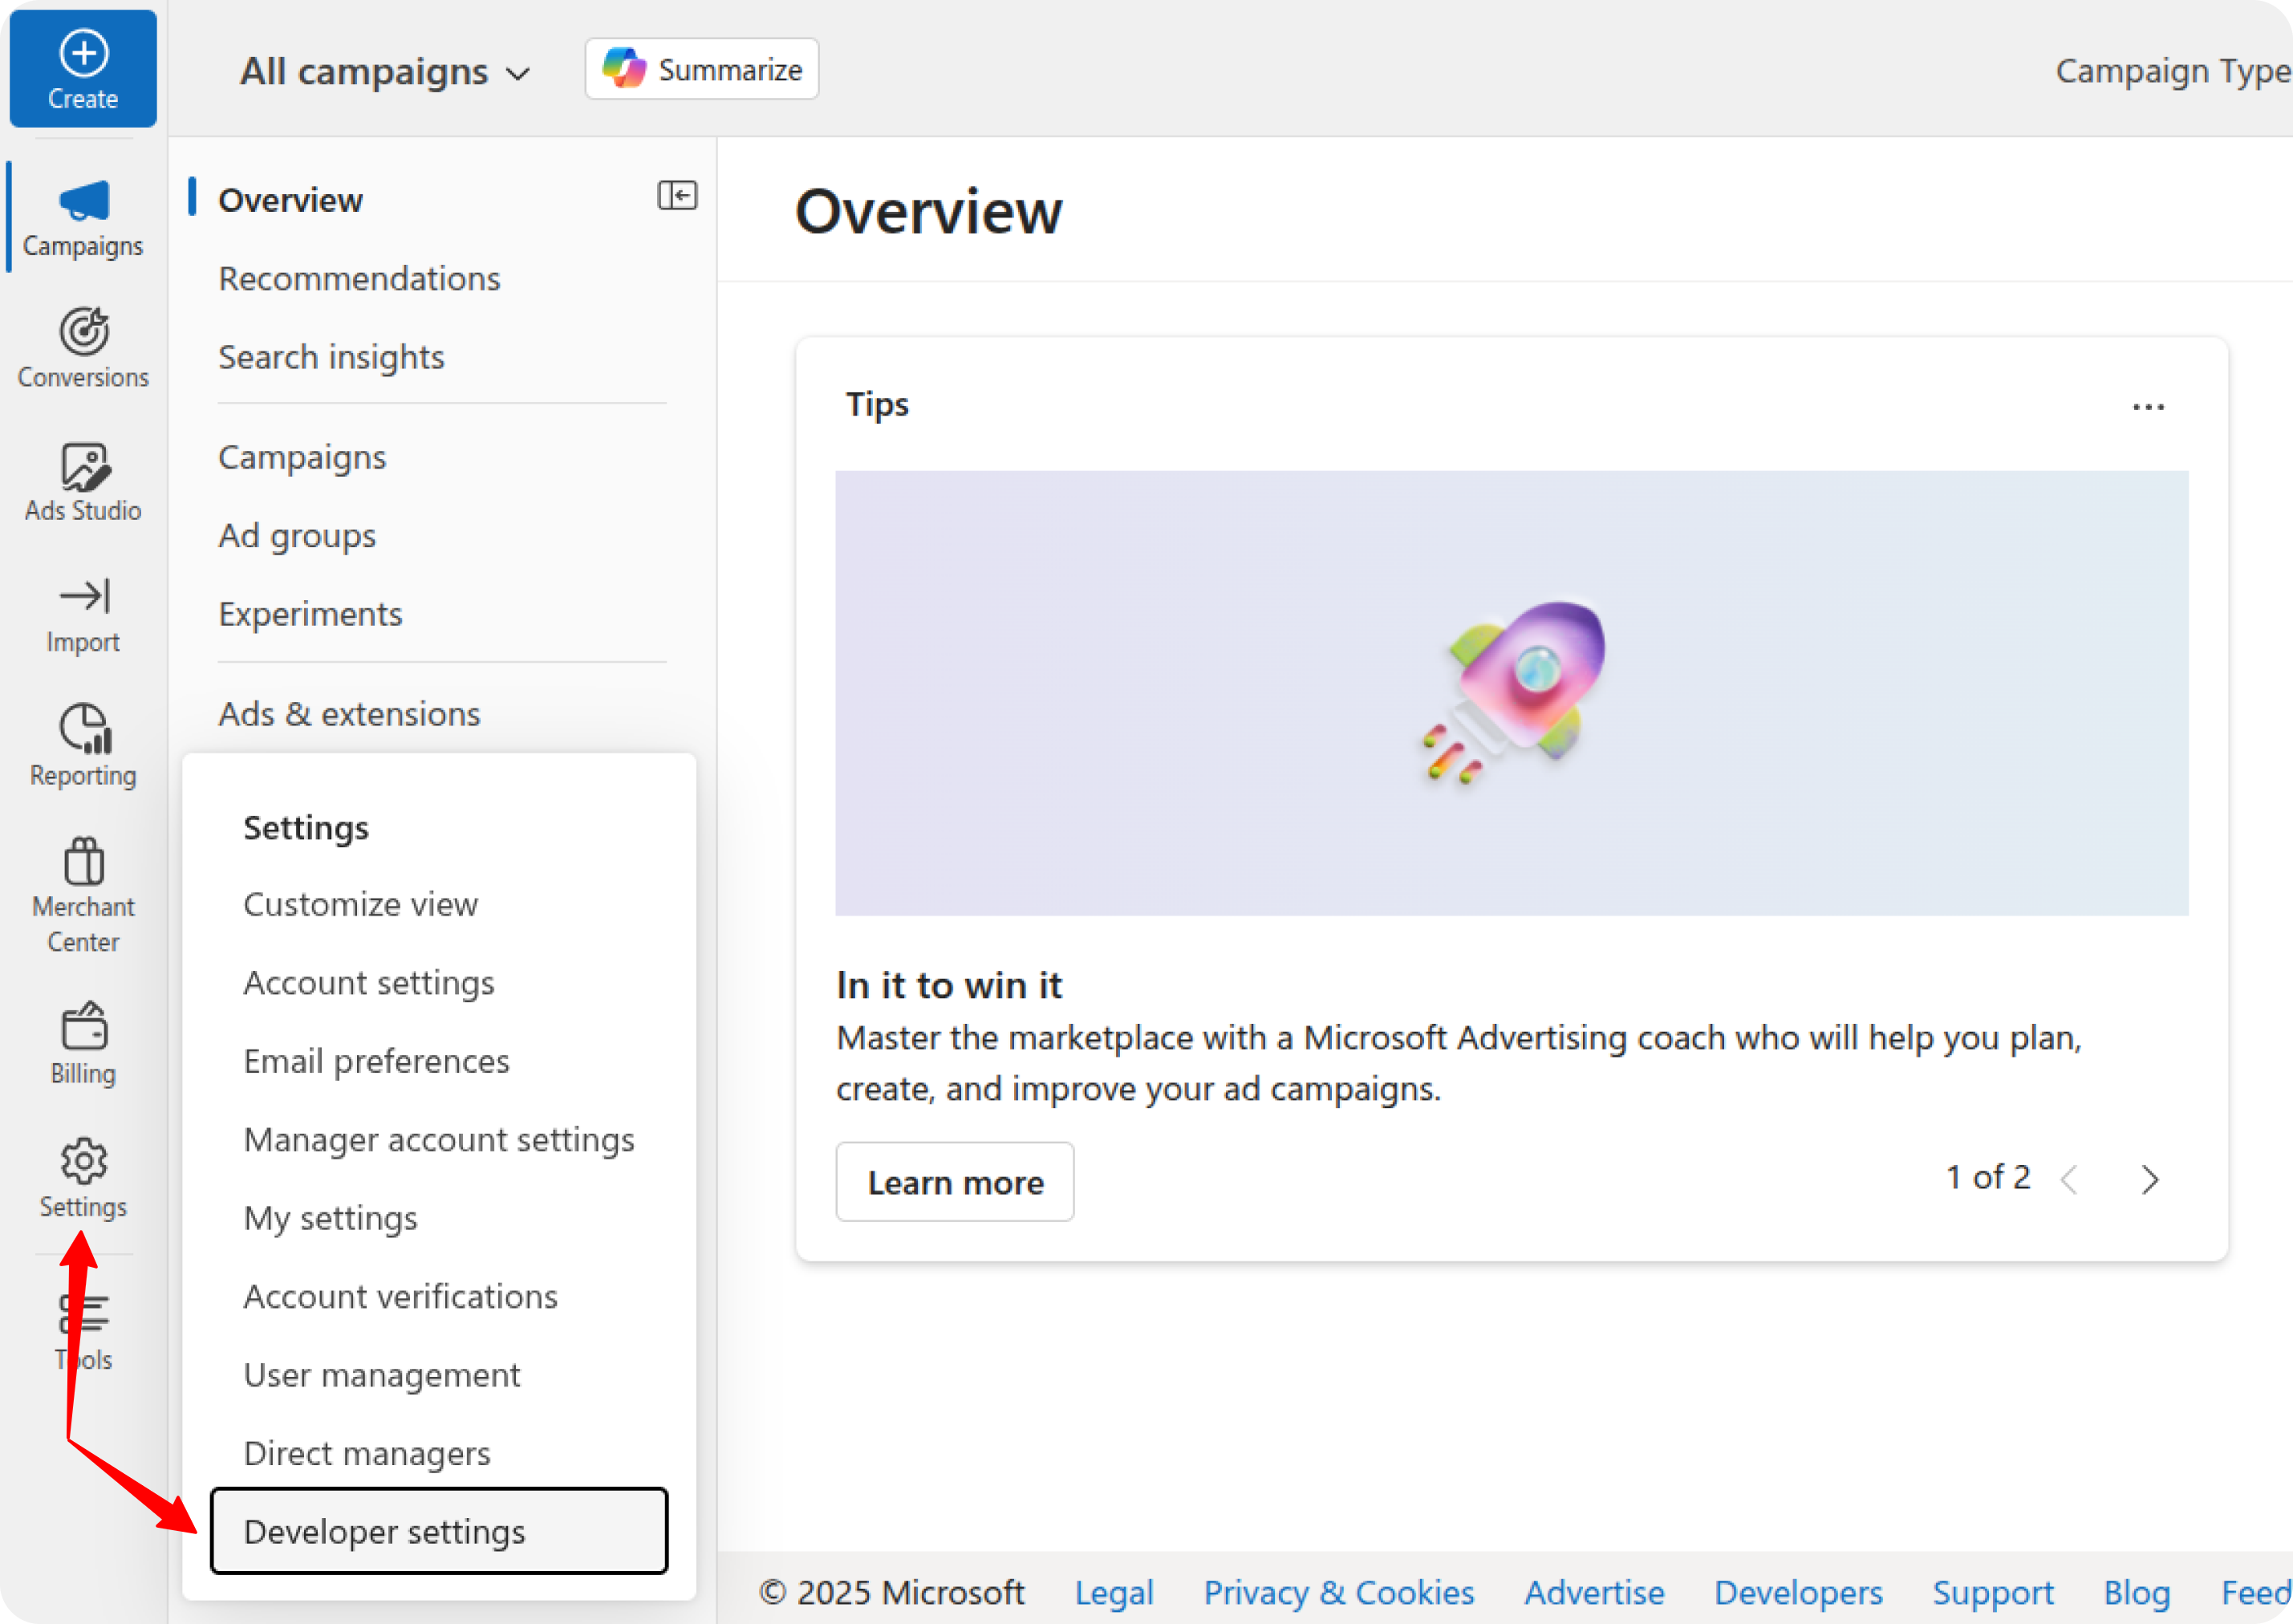 Create
All campaigns
Summarize
Campaign Type
Campaigns
Conversions
Ads Studio
Import
Reporting
Merchant
Center
Billing
Settings
Tools
Overview
Recommendations
Search insights
Campaigns
Ad groups
Experiments
Ads & extensions
Settings
Customize view
Account settings
Email preferences
Manager account settings
My settings
Account verifications
User management
Direct managers
Developer settings
Overview
Tips
In it to win it
Master the marketplace with a Microsoft Advertising coach who will help you plan,
create, and improve your ad campaigns.
Learn more
1 of 2
© 2025 Microsoft Legal Privacy & Cookies Advertise Developers Support Blog Feed